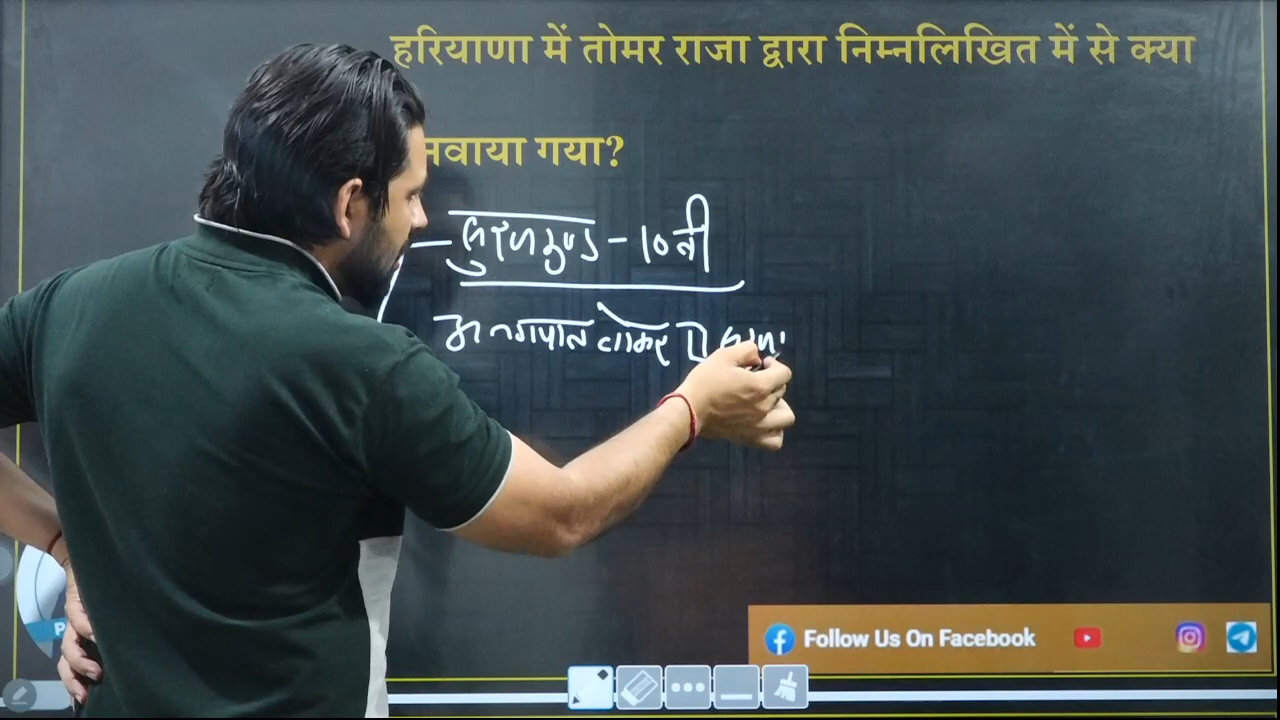 हरियाणा में तोमर राजा द्वारा निम्नलिखित में से क्या
नवाया गया?
सुरजकुण्ड - 10वी
अनंगपाल तोमर
Follow Us On Facebook